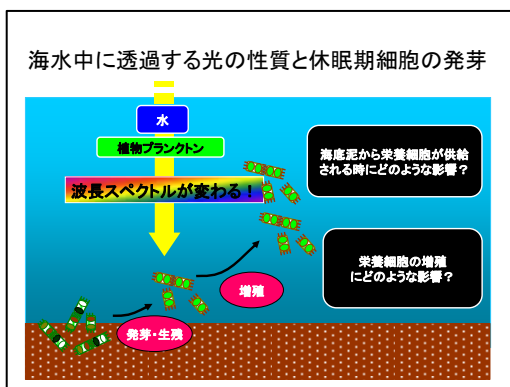 海水中に透過する光の性質と休眠期細胞の発芽
水
植物プランクトン
波長スペクトルが変わる！
海底泥から栄養細胞が供給
される時にどのような影響？
栄養細胞の増殖
にどのような影響？
増殖
発芽・生残